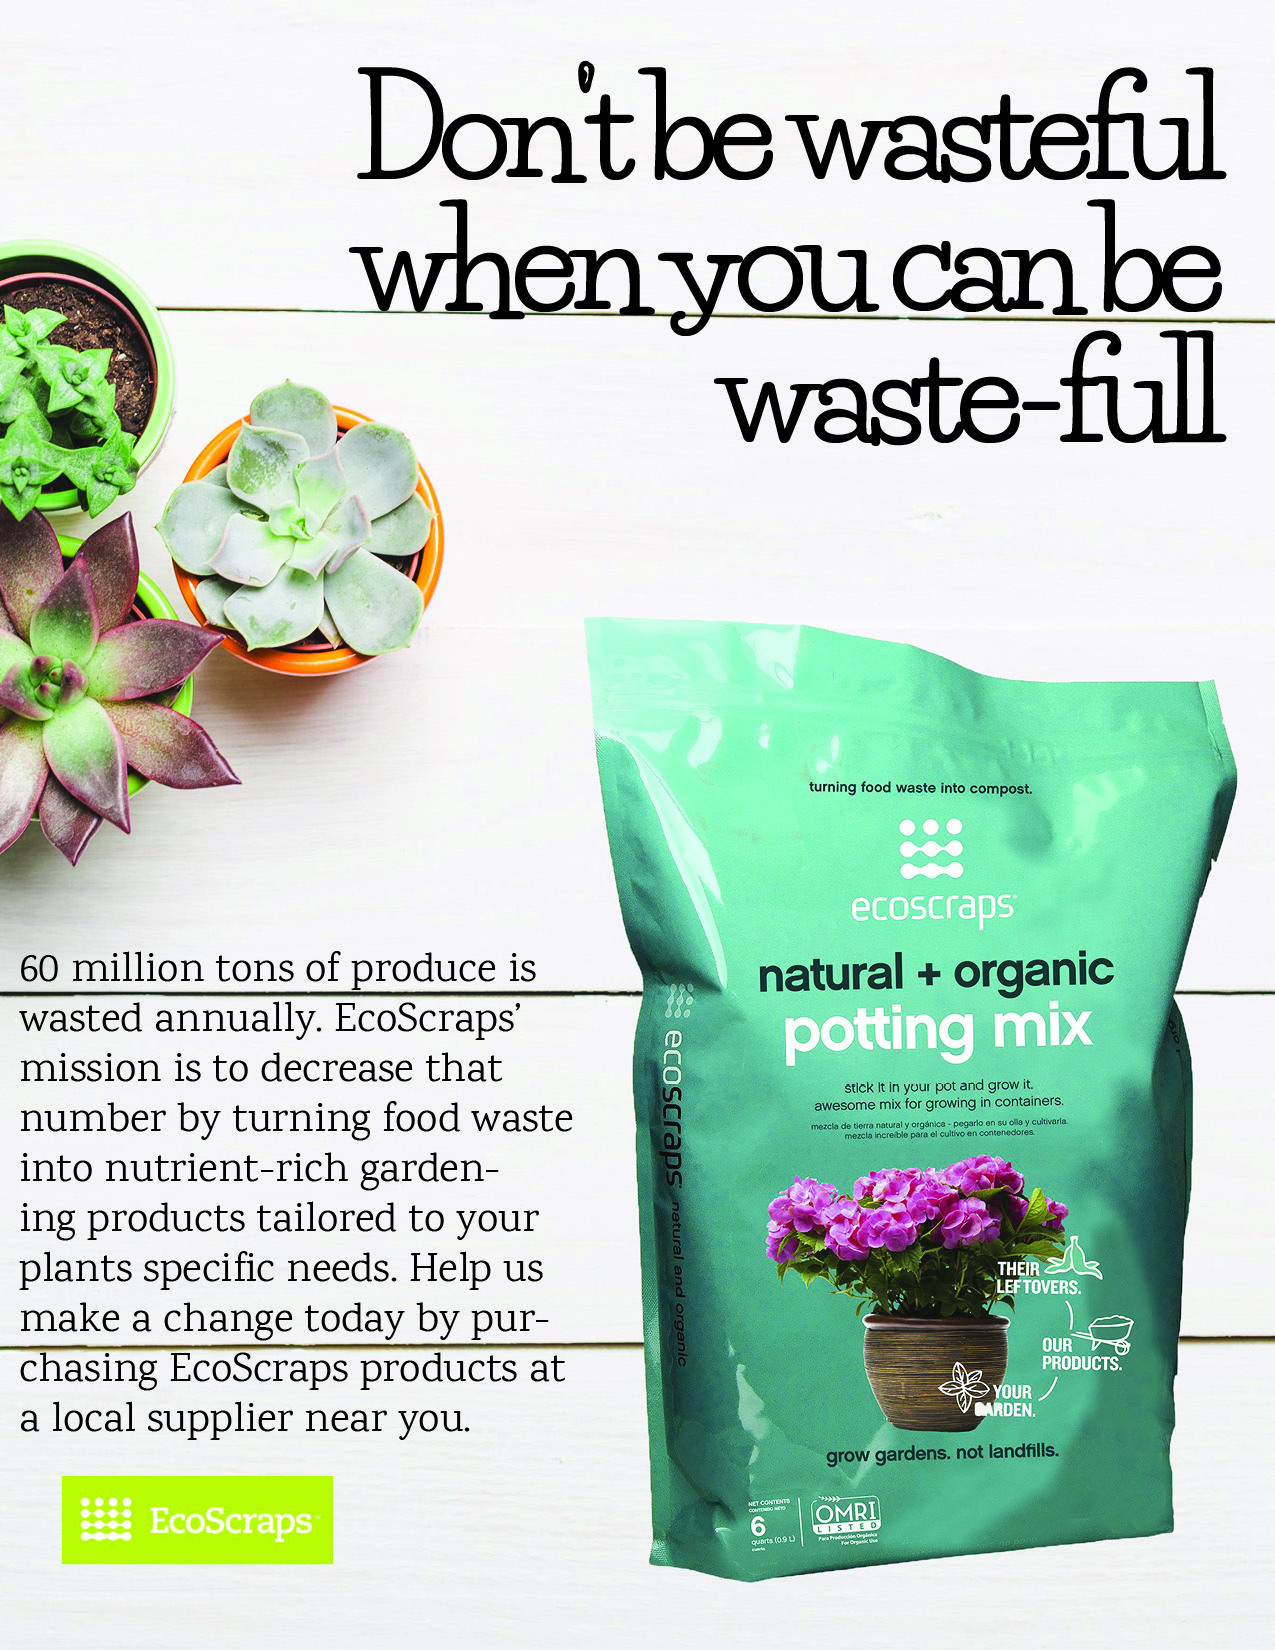 Don't be wasteful
when you can be
waste-full
60 million tons of produce is
wasted annually. EcoScraps’
mission is to decrease that
number by turning food waste
into nutrient-rich garden-
ing products tailored to your
plants specific needs. Help us
make a change today by pur-
chasing EcoScraps products at
a local supplier near you.
EcoScraps™
turning food waste into compost.
ecoscraps®
natural + organic
potting mix
stick it in your pot and grow it.
awesome mix for growing in containers.
mezcla de tierra natural y orgánica - pegarlo en su olla y cultivarla.
mezcla increíble para el cultivo en contenedores.
THEIR
LEFTOVERS.
OUR
PRODUCTS.
YOUR
GARDEN.
grow gardens. not landfills.
NET CONTENTS
CONTENIDO NETO
6
quarts (0.9 L)
OMRI
LISTED
Para Producción Orgánica
For Organic Use
ecoscraps® natural and organic